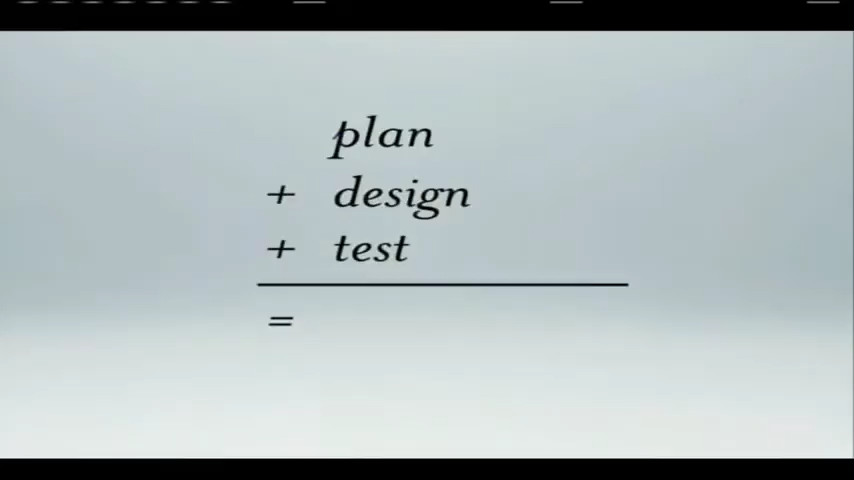 plan
+ design
+ test
=